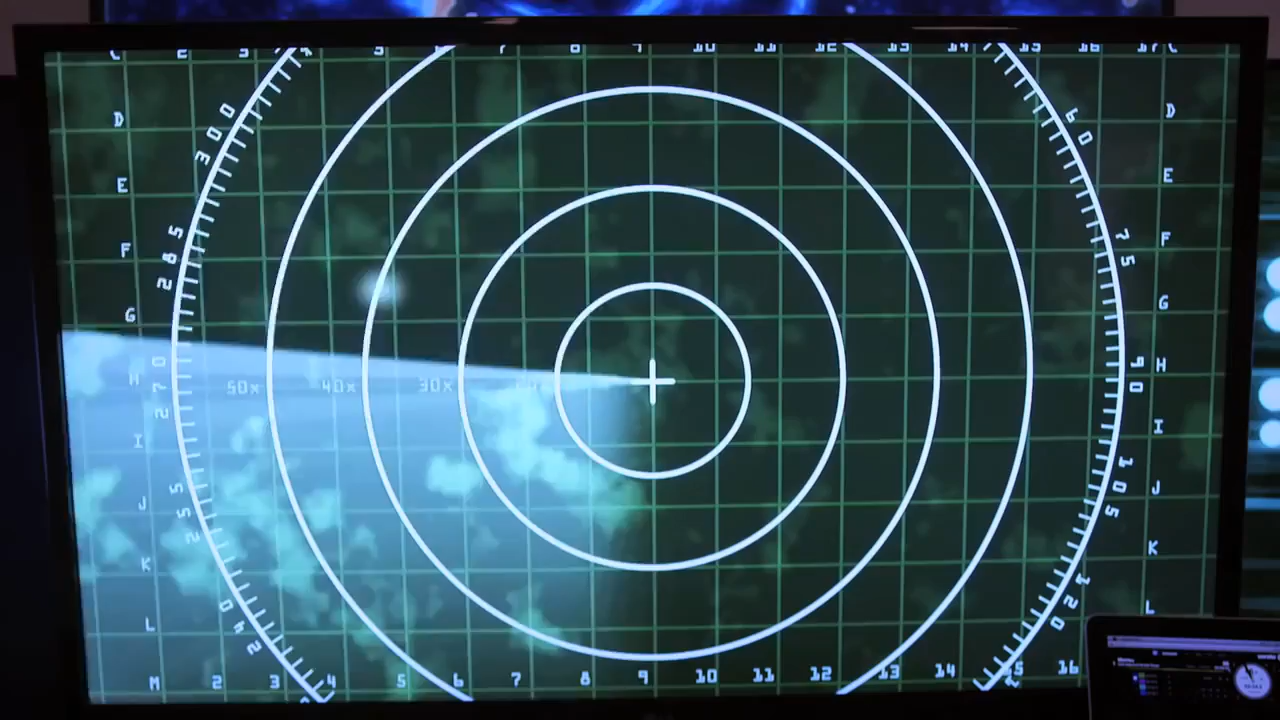 C 2 3 4 5 6 7 8 9 10 11 12 13 14 15 16 17 C
D D
300 60
E E
F F
285 75
G G
H 270 50x 40x 30x 90 H
I I
J 255 105 J
K K
240 120
L L
M 2 3 4 5 6 7 8 9 10 11 12 13 14 15 16